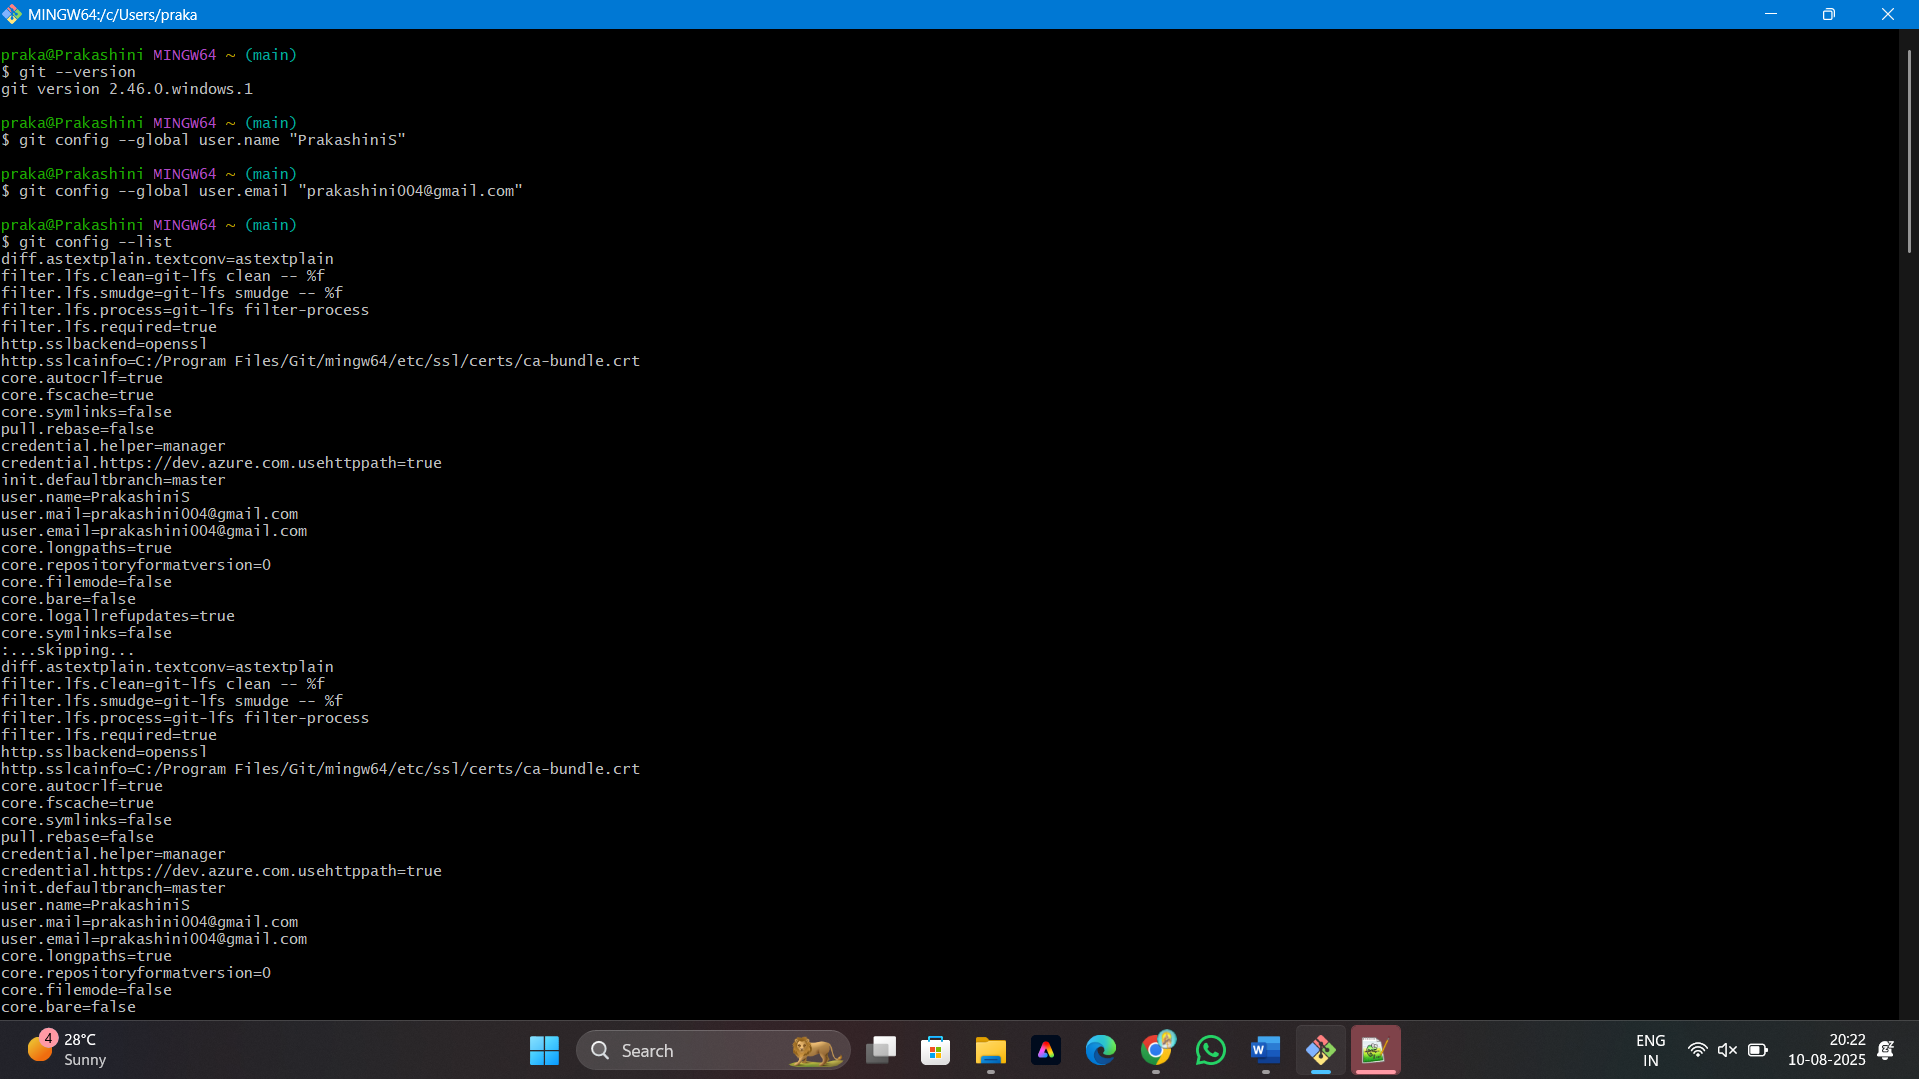 MINGW64:/c/Users/praka
praka@Prakashini MINGW64 ~ (main)
$ git --version
git version 2.46.0.windows.1
praka@Prakashini MINGW64 ~ (main)
$ git config --global user.name "PrakashiniS"
praka@Prakashini MINGW64 ~ (main)
$ git config --global user.email "prakashini004@gmail.com"
praka@Prakashini MINGW64 ~ (main)
$ git config --list
diff.astextplain.textconv=astextplain
filter.lfs.clean=git-lfs clean -- %f
filter.lfs.smudge=git-lfs smudge -- %f
filter.lfs.process=git-lfs filter-process
filter.lfs.required=true
http.sslbackend=openssl
http.sslcainfo=C:/Program Files/Git/mingw64/etc/ssl/certs/ca-bundle.crt
core.autocrlf=true
core.fscache=true
core.symlinks=false
pull.rebase=false
credential.helper=manager
credential.https://dev.azure.com.usehttppath=true
init.defaultbranch=master
user.name=PrakashiniS
user.mail=prakashini004@gmail.com
user.email=prakashini004@gmail.com
core.longpaths=true
core.repositoryformatversion=0
core.filemode=false
core.bare=false
core.logallrefupdates=true
core.symlinks=false
:...skipping...
diff.astextplain.textconv=astextplain
filter.lfs.clean=git-lfs clean -- %f
filter.lfs.smudge=git-lfs smudge -- %f
filter.lfs.process=git-lfs filter-process
filter.lfs.required=true
http.sslbackend=openssl
http.sslcainfo=C:/Program Files/Git/mingw64/etc/ssl/certs/ca-bundle.crt
core.autocrlf=true
core.fscache=true
core.symlinks=false
pull.rebase=false
credential.helper=manager
credential.https://dev.azure.com.usehttppath=true
init.defaultbranch=master
user.name=PrakashiniS
user.mail=prakashini004@gmail.com
user.email=prakashini004@gmail.com
core.longpaths=true
core.repositoryformatversion=0
core.filemode=false
core.bare=false
4
28°C
Sunny
Search
W
ENG
IN
20:22
10-08-2025